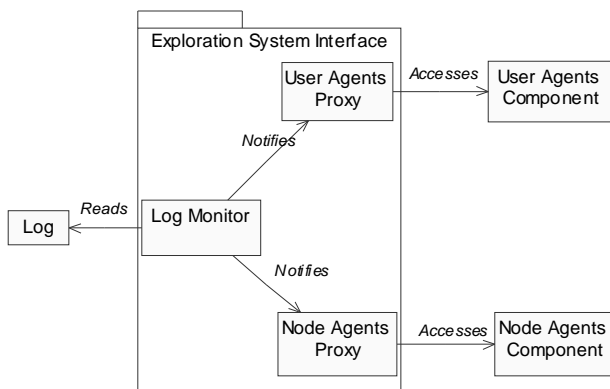 Exploration System Interface
User Agents
Proxy
Accesses
User Agents
Component
Notifies
Reads
Log
Log Monitor
Notifies
Node Agents
Proxy
Accesses
Node Agents
Component